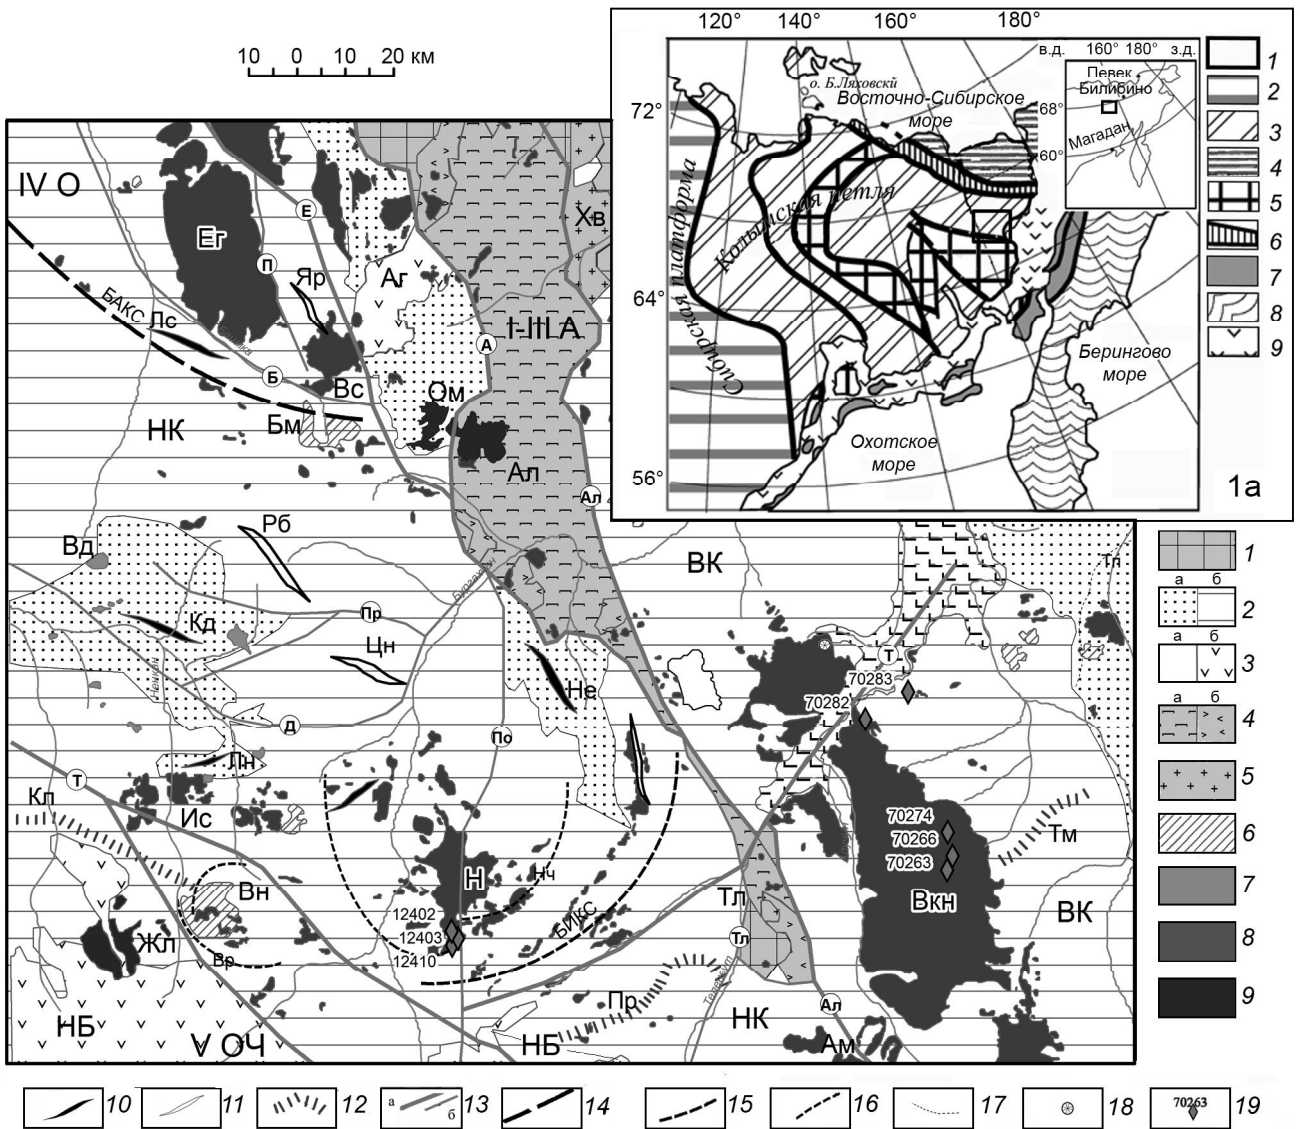 120° 140° 160° 180°
10 0 10 20 км
в.д. 160° 180° з.д.
Певек
Билибино
68°
Магадан
60°
о. Б.Ляховскй
Восточно-Сибирское
море
72°
64°
56°
Сибирская платформа
Колымская петля
Берингово
море
Охотское
море
1а
1
2
3
4
5
6
7
8
9
IV О
Ег
Е
П
Яр
Аг
Хв
I-III А
А
БАКС
Лс
Б
Вс
Ом
Бм
НК
Ал
Ал
Рб
Вд
ВК
Тл
Пр
Кд
Цн
Не
Т
70283
70282
Д
По
Лн
Т
Кл
Ис
70274
70266
70263
Тм
Н
Нч
Вн
Вкн
ВК
12402
12403
12410
БИКС
Тл
Тл
Жл
Вр
Пр
НК
Ал
НБ
V ОЧ
НБ
Ам
1
а б
2
а б
3
а б
4
5
6
7
8
9
10
11
12
а б 13
14
15
16
17
18
70263 19